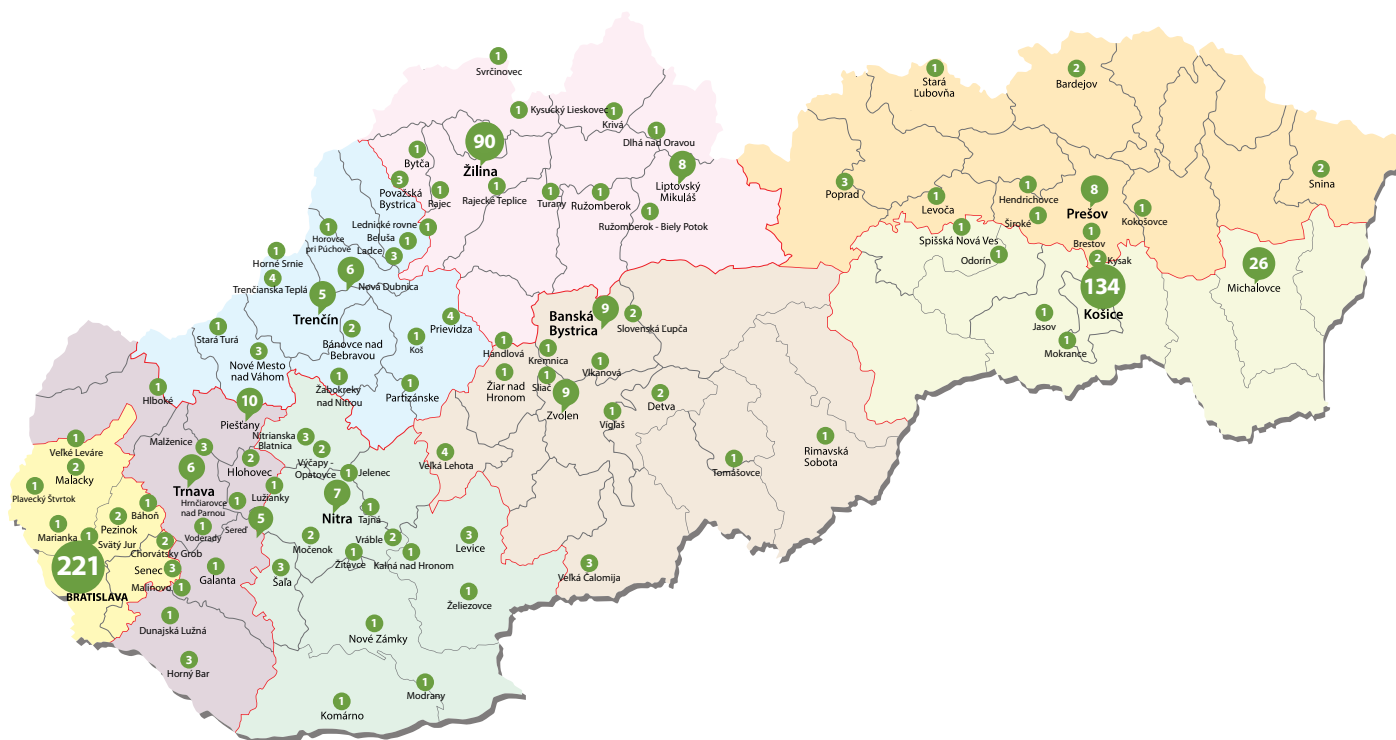 1
Svrčinovec
1
Kysucký Lieskovec
1
Krivá
1
Dlhá nad Oravou
90
Žilina
1
Bytča
3
Považská
Bystrica
1
Rajec
1
Rajecké Teplice
1
Turany
1
Ružomberok
8
Liptovský
Mikuláš
1
Ružomberok - Biely Potok
1
Stará
Ľubovňa
2
Bardejov
2
Snina
3
Poprad
1
Levoča
1
Hendrichovce
1
Široké
8
Prešov
1
Kokošovce
1
Brestov
1
Spišská Nová Ves
1
Odorín
2
Kysak
134
Košice
26
Michalovce
1
Jasov
1
Mokrance
Lednické rovne
1
Beluša
1
Ladce
3
1
Horovce
pri Púchove
1
Horné Srnie
4
Trenčianska Teplá
6
Nová Dubnica
5
Trenčín
2
Bánovce nad
Bebravou
1
Stará Turá
3
Nové Mesto
nad Váhom
4
Prievidza
1
Koš
1
Žabokreky
nad Nitrou
1
Partizánske
1
Handlová
1
Žiar nad
Hronom
9
Banská
Bystrica
2
Slovenská Ľupča
1
Kremnica
1
Sliač
1
Vlkanová
9
Zvolen
1
Vígľaš
2
Detva
1
Tomášovce
1
Rimavská
Sobota
4
Veľká Lehota
3
Veľká Čalomija
1
Hlboké
10
Piešťany
Malženice
3
6
Trnava
2
Hlohovec
Hrnčiarovce
nad Parnou
1
1
Voderady
Sereď
5
1
Galanta
1
Dunajská Lužná
3
Horný Bar
1
Veľké Leváre
2
Malacky
1
Plavecký Štvrtok
1
Marianka
2
Pezinok
1
Báhoň
1
Svätý Jur
2
Chorvátsky Grob
Senec
3
Malinovo
1
221
BRATISLAVA
Nitrianska
Blatnica
3
2
Výčapy -
Opatovce
1
Jelenec
1
Lužianky
7
Nitra
1
Tajná
2
Močenok
Vráble
2
1
Žitavce
1
Kalná nad Hronom
3
Levice
3
Šaľa
1
Želiezovce
1
Nové Zámky
1
Modrany
1
Komárno